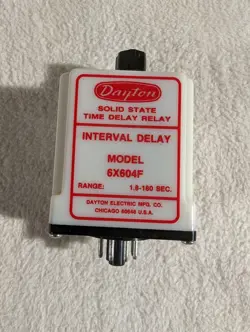 Dayton
SOLID STATE
TIME DELAY RELAY
INTERVAL DELAY
MODEL
6X604F
RANGE: 1.8-180 SEC.
DAYTON ELECTRIC MFG. CO.
CHICAGO 60648 U.S.A.